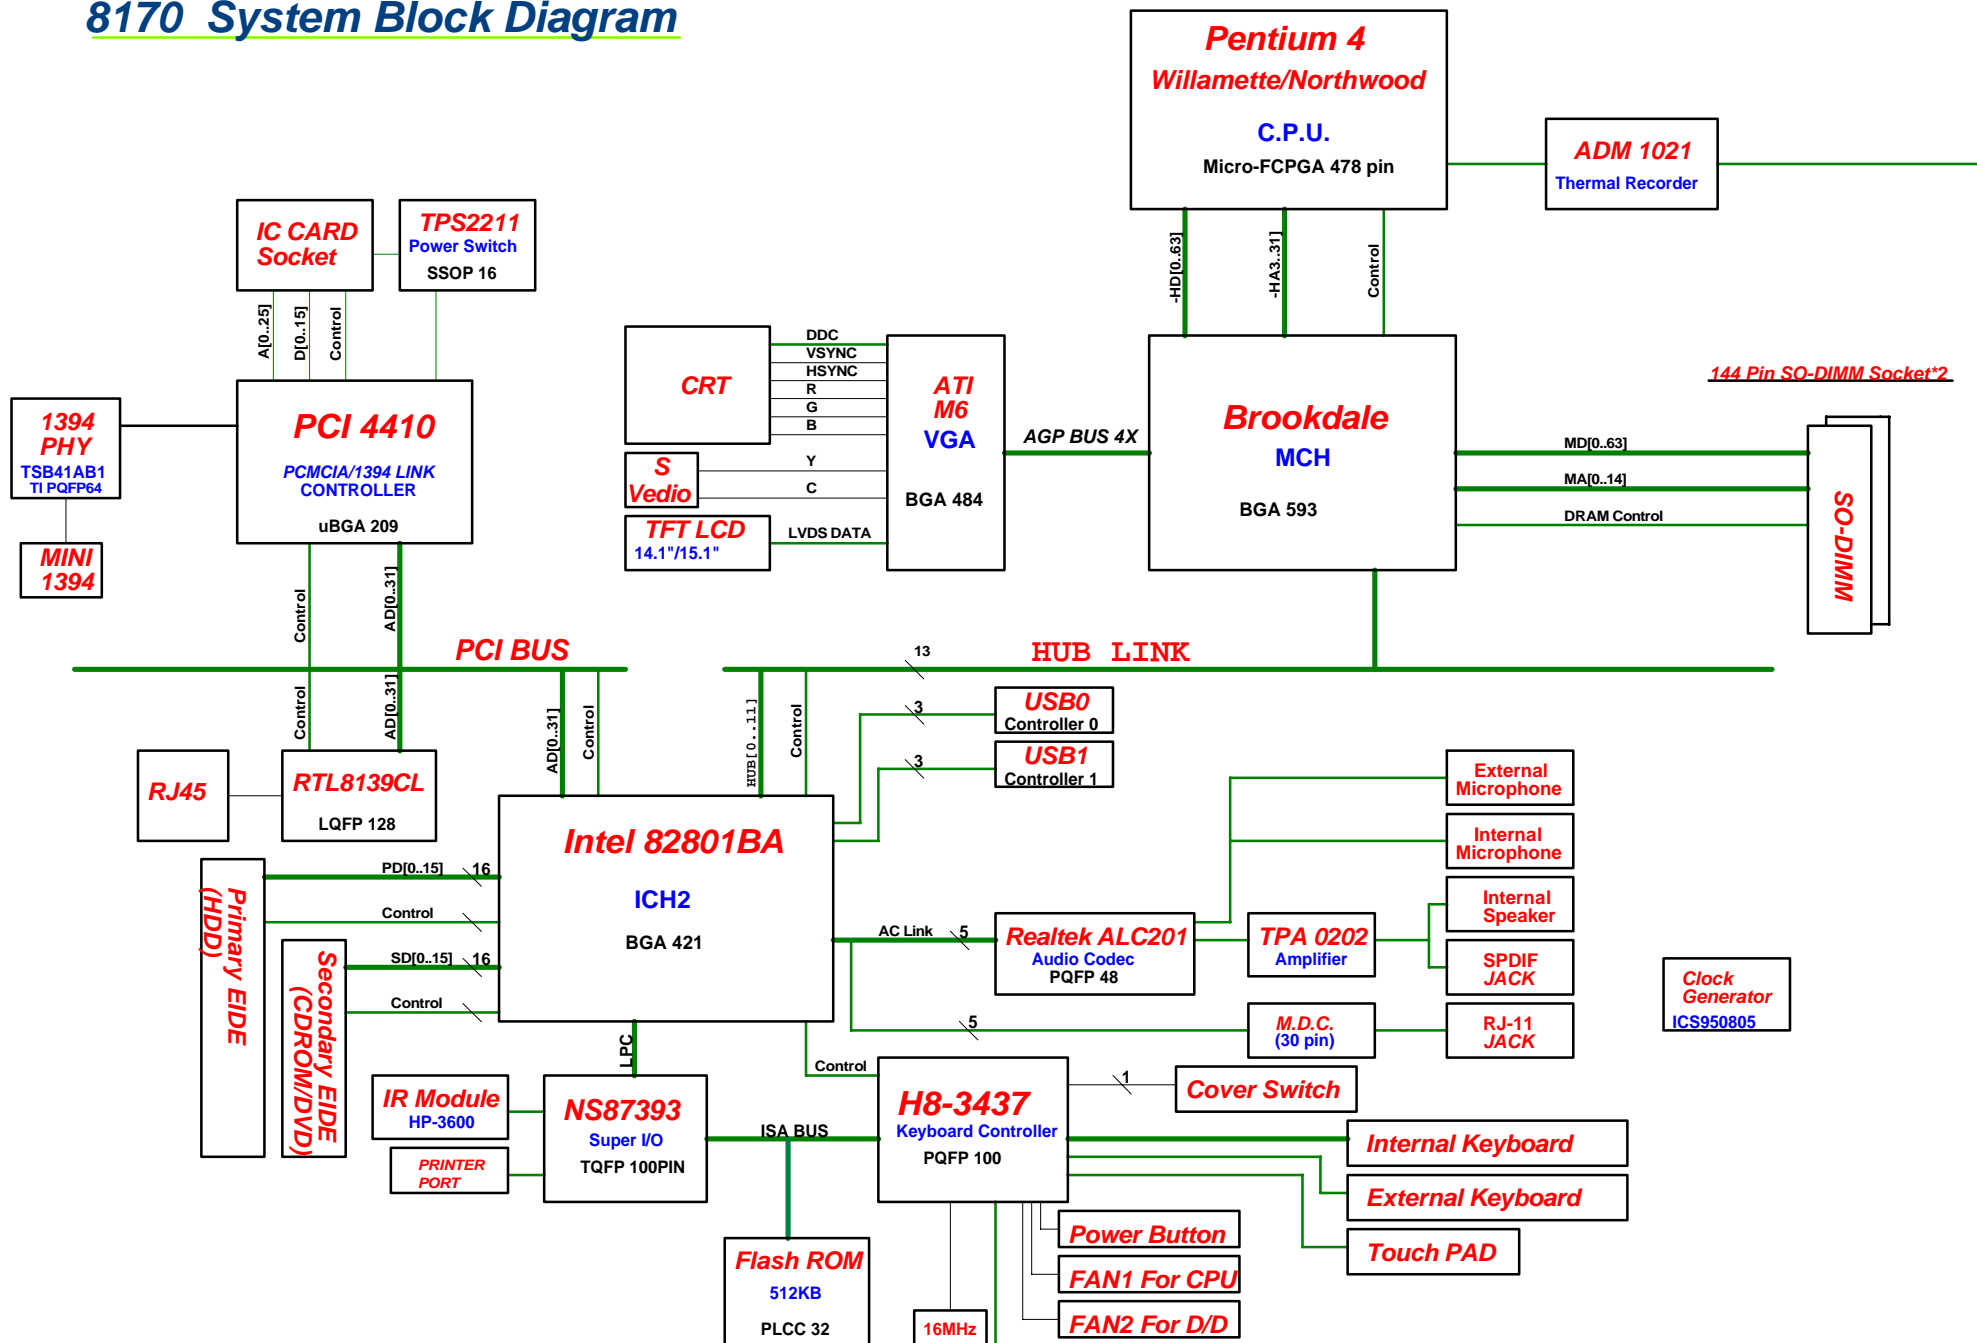 8170 System Block Diagram
Pentium 4
Willamette/Northwood
C.P.U.
Micro-FCPGA 478 pin
ADM 1021
Thermal Recorder
IC CARD
Socket
TPS2211
Power Switch
SSOP 16
A[0..25]
D[0..15]
Control
-HD[0..63]
-HA3..31]
Control
1394
PHY
TSB41AB1
TI PQFP64
MINI
1394
PCI 4410
PCMCIA/1394 LINK
CONTROLLER
uBGA 209
CRT
DDC
VSYNC
HSYNC
R
G
B
S
Vedio
Y
C
TFT LCD
14.1"/15.1"
LVDS DATA
ATI
M6
VGA
BGA 484
AGP BUS 4X
Brookdale
MCH
BGA 593
144 Pin SO-DIMM Socket*2
MD[0..63]
MA[0..14]
DRAM Control
SO-DIMM
Control
AD[0..31]
PCI BUS
13
HUB LINK
Control
AD[0..31]
AD[0..31]
Control
HUB[0..11]
Control
3
USB0
Controller 0
3
USB1
Controller 1
RJ45
RTL8139CL
LQFP 128
Intel 82801BA
ICH2
BGA 421
External
Microphone
Internal
Microphone
Internal
Speaker
SPDIF
JACK
RJ-11
JACK
Primary EIDE
(HDD)
PD[0..15]
16
Control
Secondary EIDE
(CDROM/DVD)
SD[0..15]
16
Control
AC Link
5
Realtek ALC201
Audio Codec
PQFP 48
TPA 0202
Amplifier
5
M.D.C.
(30 pin)
Clock
Generator
ICS950805
LPC
Control
IR Module
HP-3600
PRINTER
PORT
NS87393
Super I/O
TQFP 100PIN
ISA BUS
H8-3437
Keyboard Controller
PQFP 100
1
Cover Switch
Internal Keyboard
External Keyboard
Touch PAD
Power Button
FAN1 For CPU
FAN2 For D/D
Flash ROM
512KB
PLCC 32
16MHz